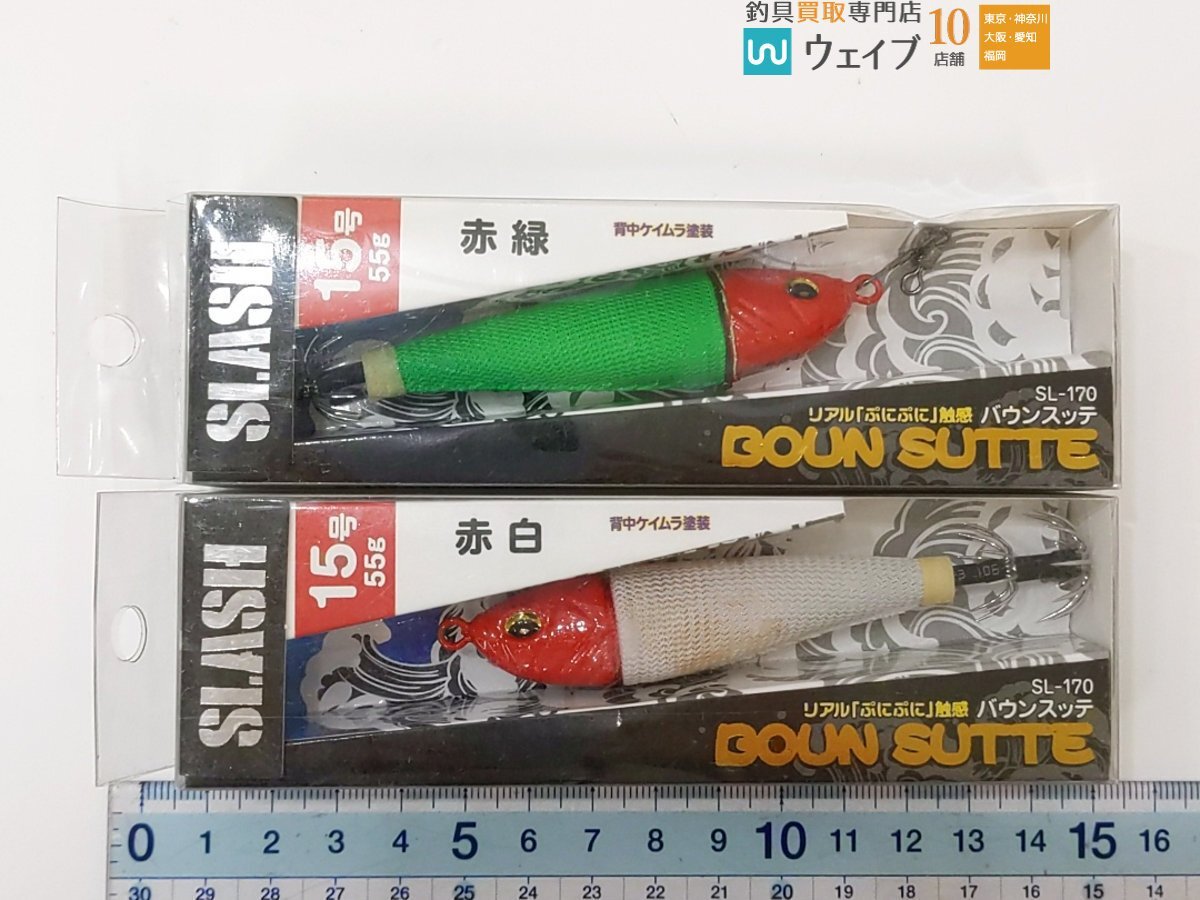 釣具買取専門店
ウェイブ
10
店舗
東京・神奈川
大阪・愛知
福岡
SLASH
15号
55g
赤緑
背中ケイムラ塗装
SL-170
リアル「ぷにぷに」触感 バウンスッテ
BOUN SUTTE
SLASH
15号
55g
赤白
背中ケイムラ塗装
SL-170
リアル「ぷにぷに」触感 バウンスッテ
BOUN SUTTE
0 1 2 3 4 5 6 7 8 9 10 11 12 13 14 15 16
30 29 28 27 26 25 24 23 22 21 20 19 18 17 16 15 14